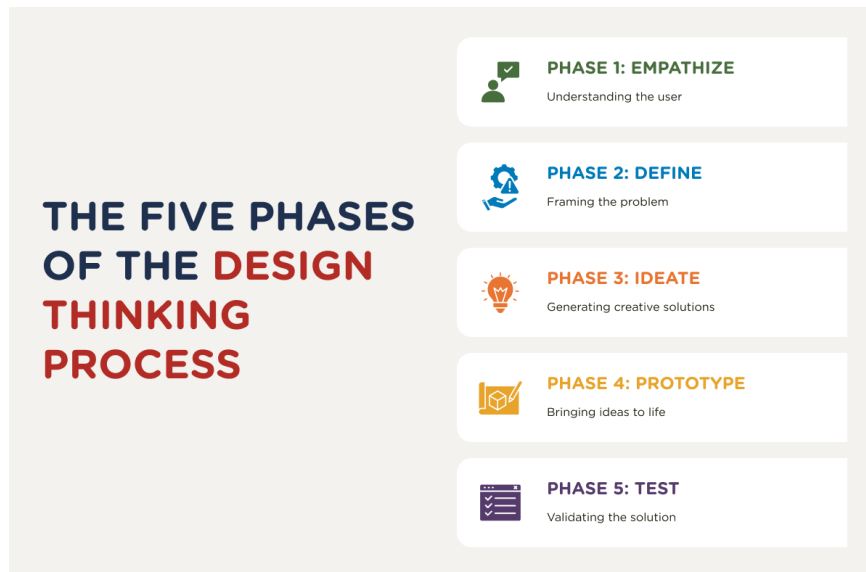 THE FIVE PHASES
OF THE DESIGN
THINKING
PROCESS
PHASE 1: EMPATHIZE
Understanding the user
PHASE 2: DEFINE
Framing the problem
PHASE 3: IDEATE
Generating creative solutions
PHASE 4: PROTOTYPE
Bringing ideas to life
PHASE 5: TEST
Validating the solution